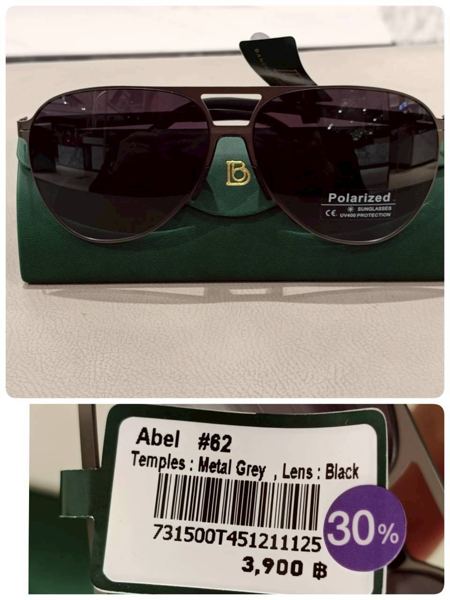 B
Polarized
SUNGLASSES
CE UV400 PROTECTION
Abel #62
Temples : Metal Grey , Lens : Black
731500T451211125
30%
3,900 ฿